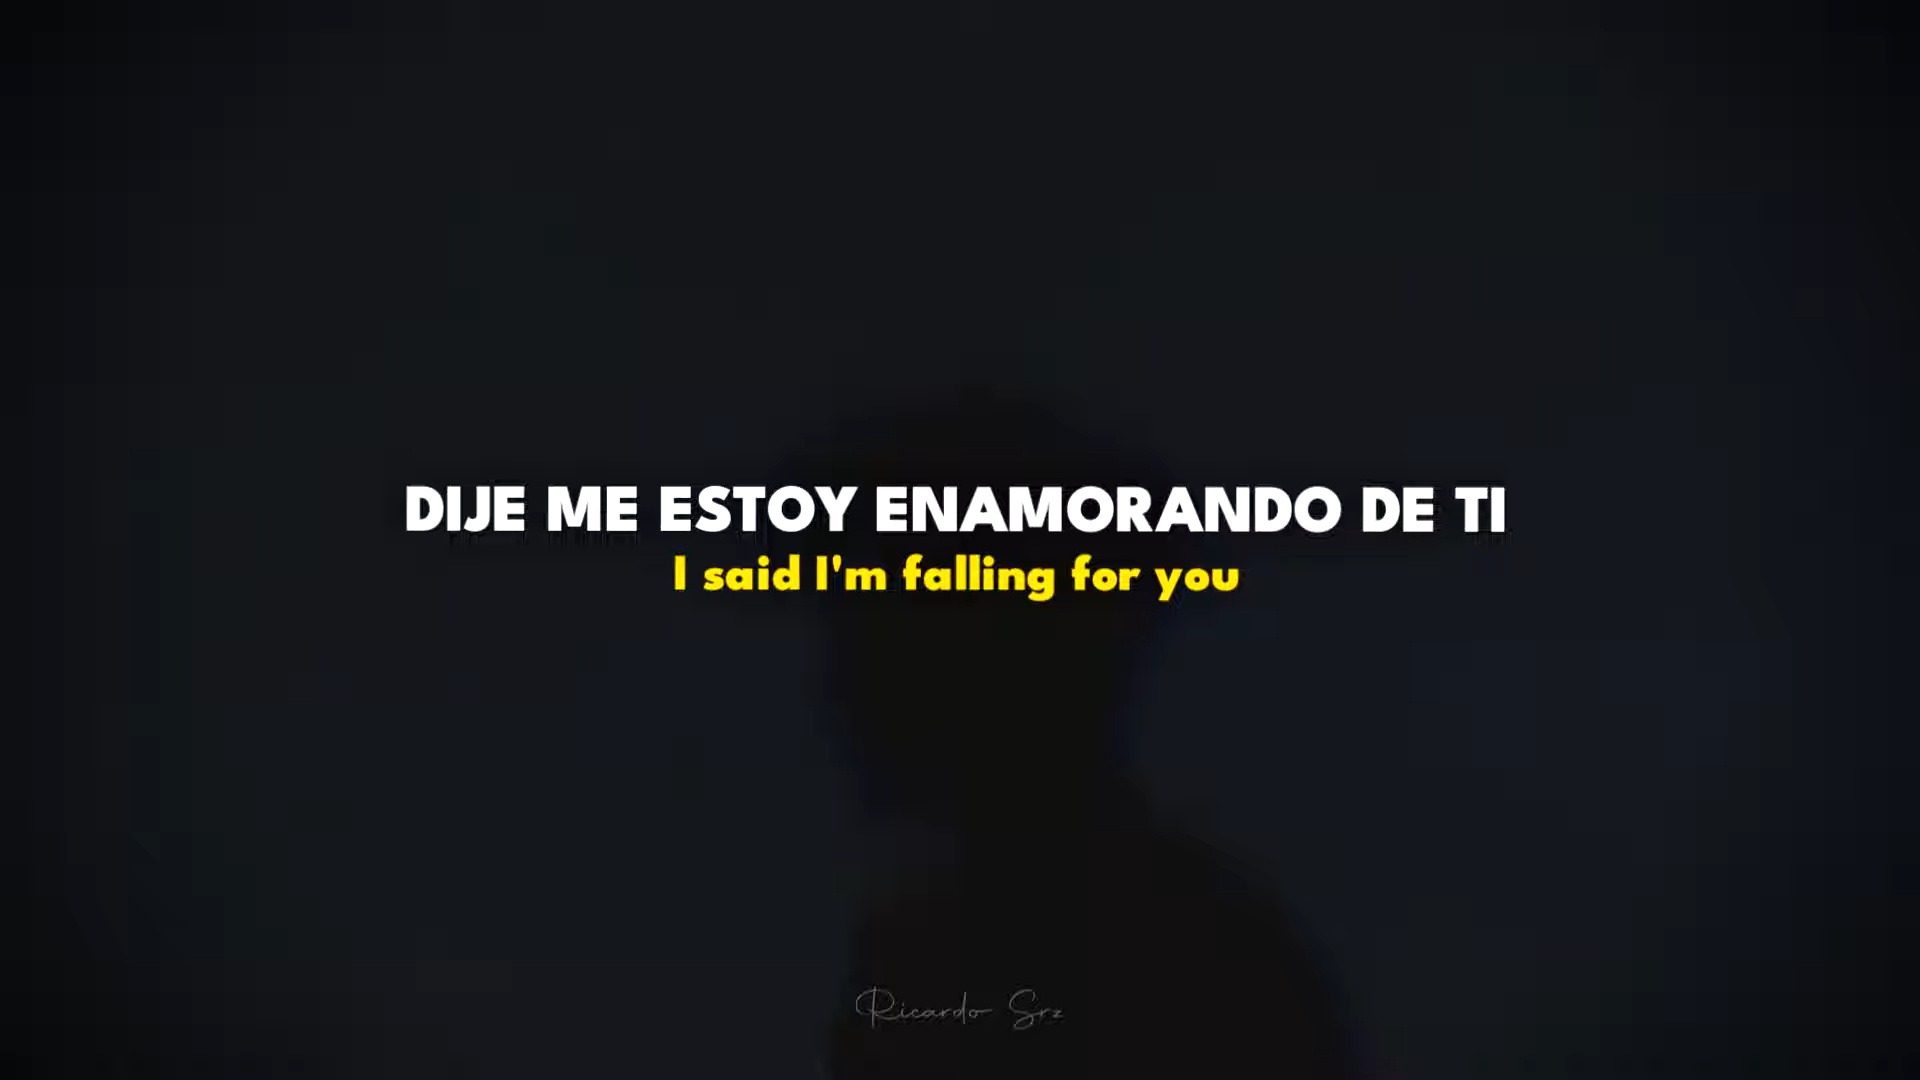 DIJE ME ESTOY ENAMORANDO DE TI
I said I'm falling for you
Ricardo Srz